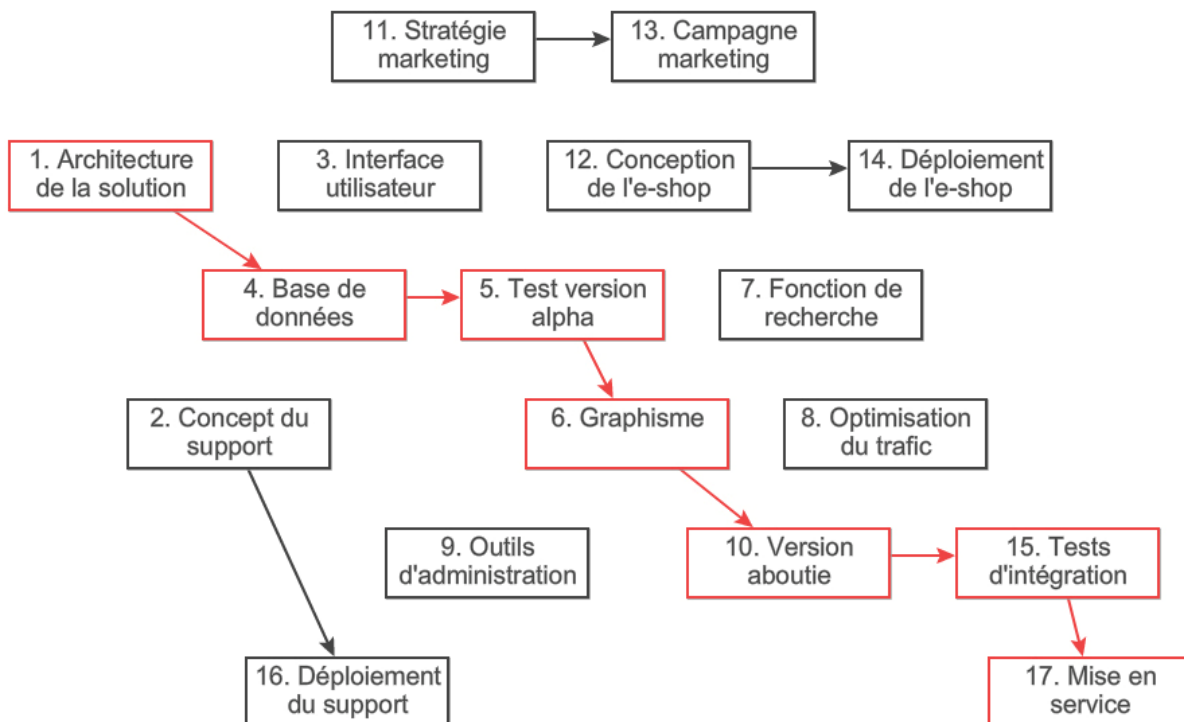 11. Stratégie
marketing
13. Campagne
marketing
1. Architecture
de la solution
3. Interface
utilisateur
12. Conception
de l'e-shop
14. Déploiement
de l'e-shop
4. Base de
données
5. Test version
alpha
7. Fonction de
recherche
2. Concept du
support
6. Graphisme
8. Optimisation
du trafic
9. Outils
d'administration
10. Version
aboutie
15. Tests
d'intégration
16. Déploiement
du support
17. Mise en
service